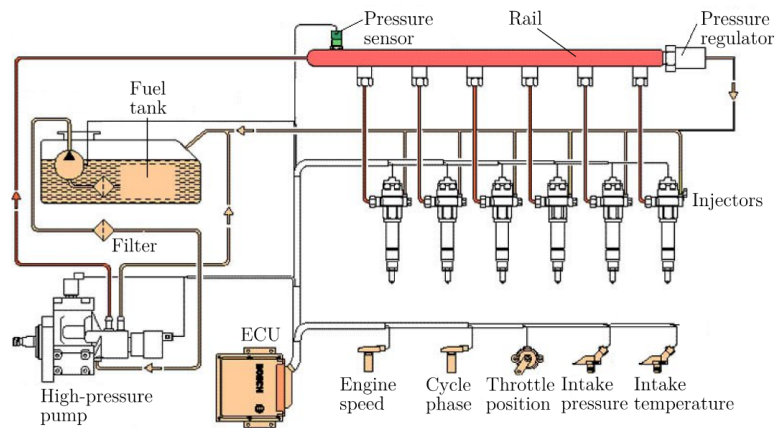 Pressure
sensor
Rail
Pressure
regulator
Fuel
tank
Injectors
Filter
ECU
BOSCH
High-pressure
pump
Engine
speed
Cycle
phase
Throttle
position
Intake
pressure
Intake
temperature